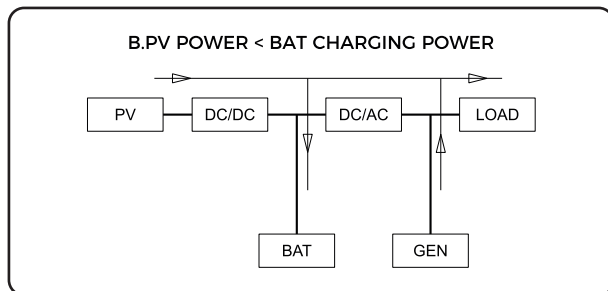 B.PV POWER < BAT CHARGING POWER
PV DC/DC DC/AC LOAD
BAT GEN